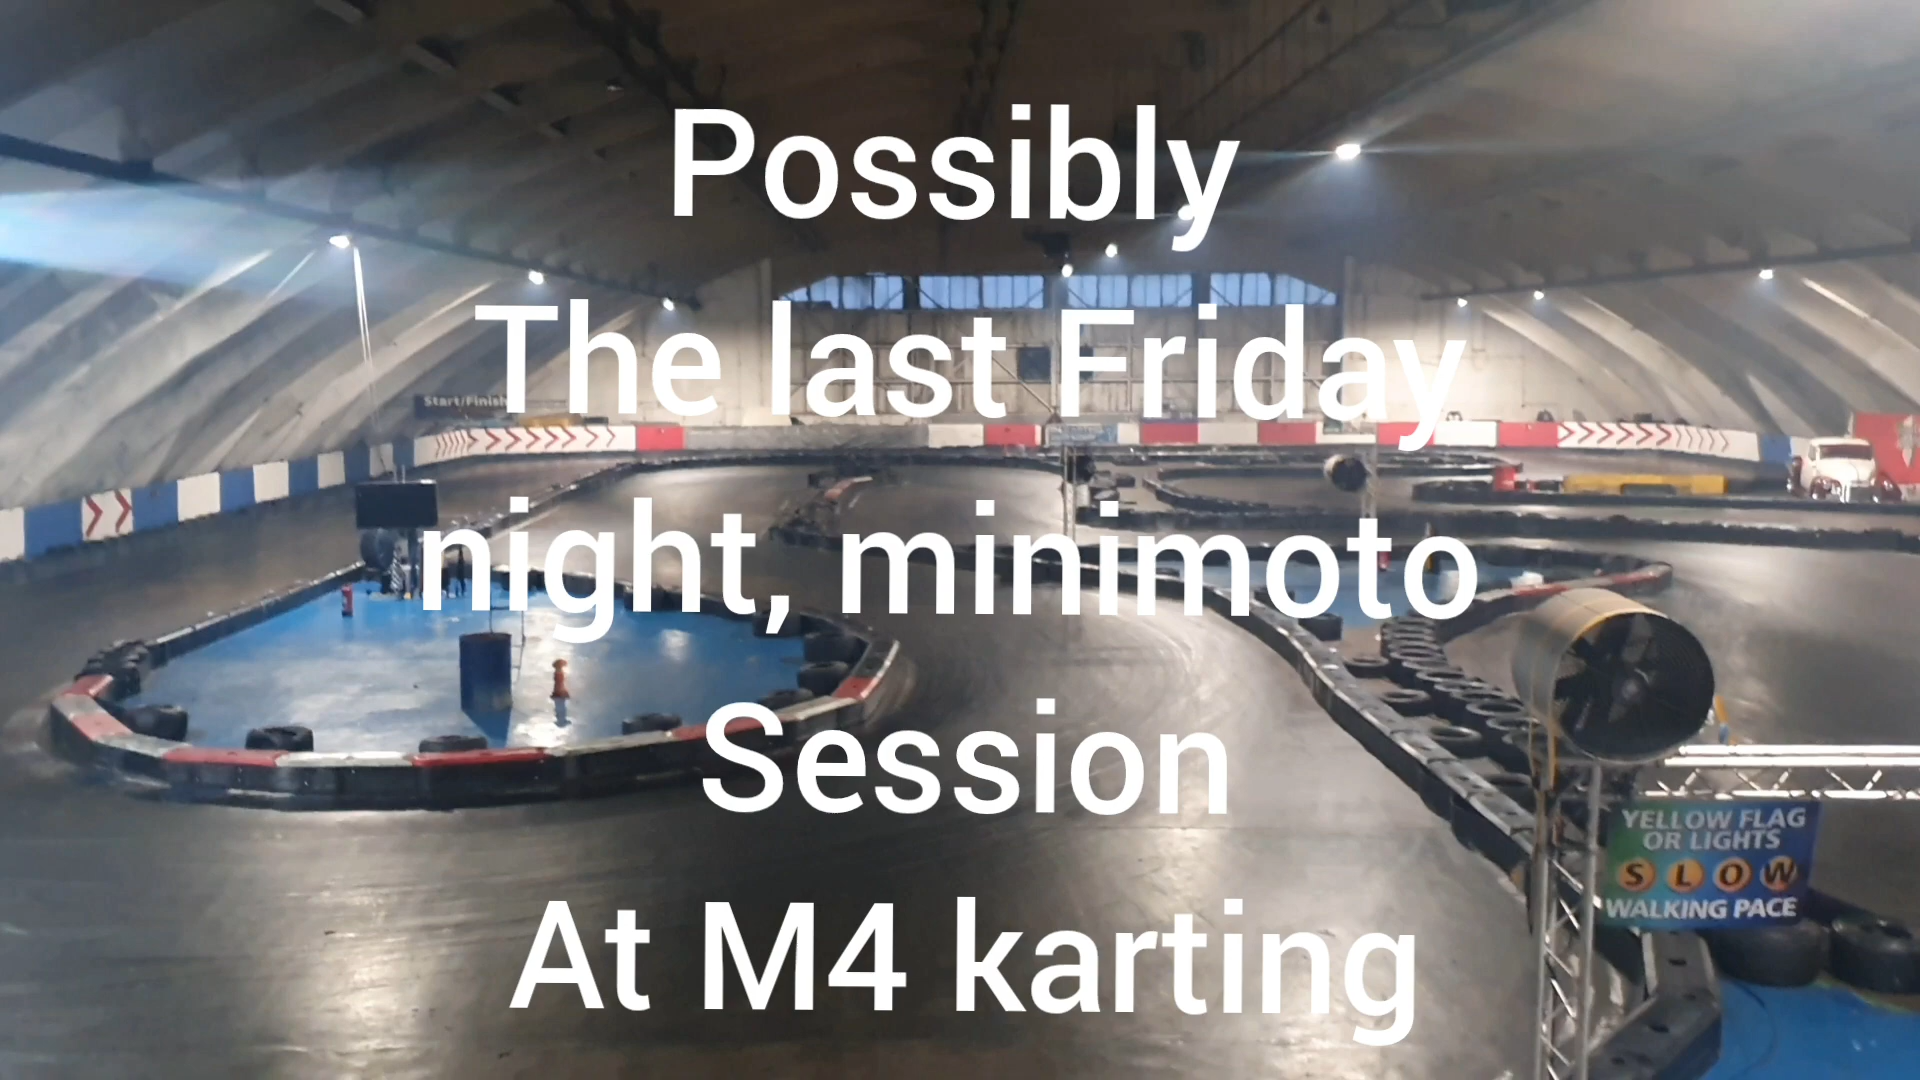 Possibly
The last Friday
night, minimoto
Session
At M4 karting
Start/Finish
YELLOW FLAG
OR LIGHTS
SLOW
WALKING PACE